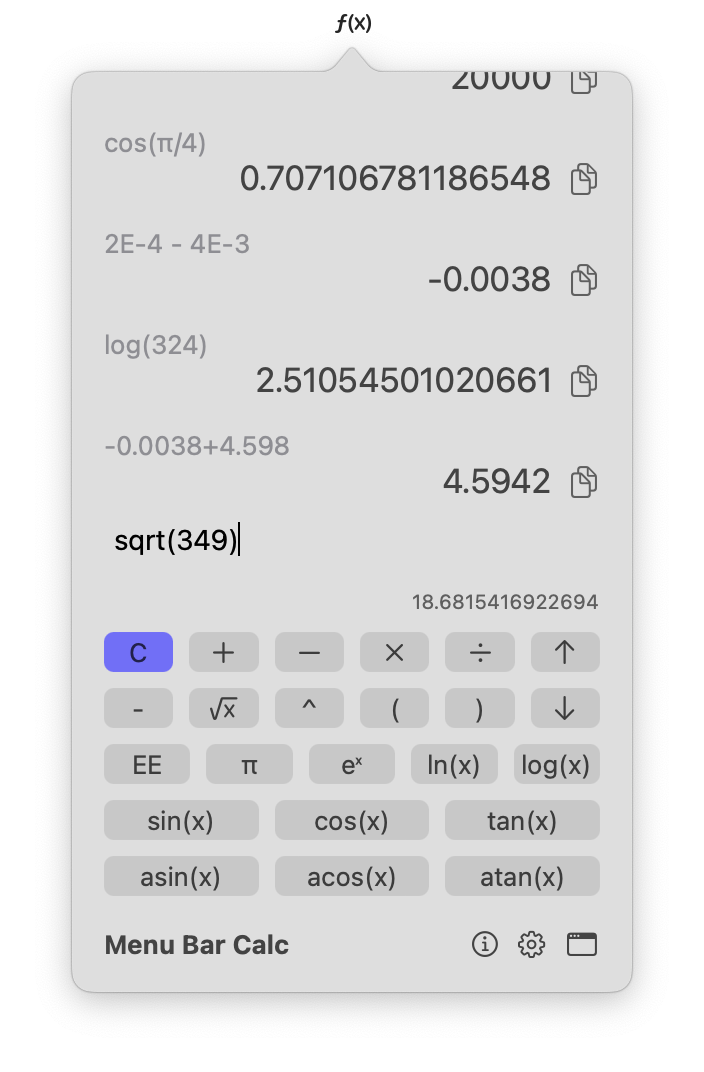 f(x)
20000
cos(π/4)
0.707106781186548
2E-4 - 4E-3
-0.0038
log(324)
2.51054501020661
-0.0038+4.598
4.5942
sqrt(349)
18.6815416922694
C + − × ÷ ↑
- √x ^ ( ) ↓
EE π eˣ ln(x) log(x)
sin(x) cos(x) tan(x)
asin(x) acos(x) atan(x)
Menu Bar Calc